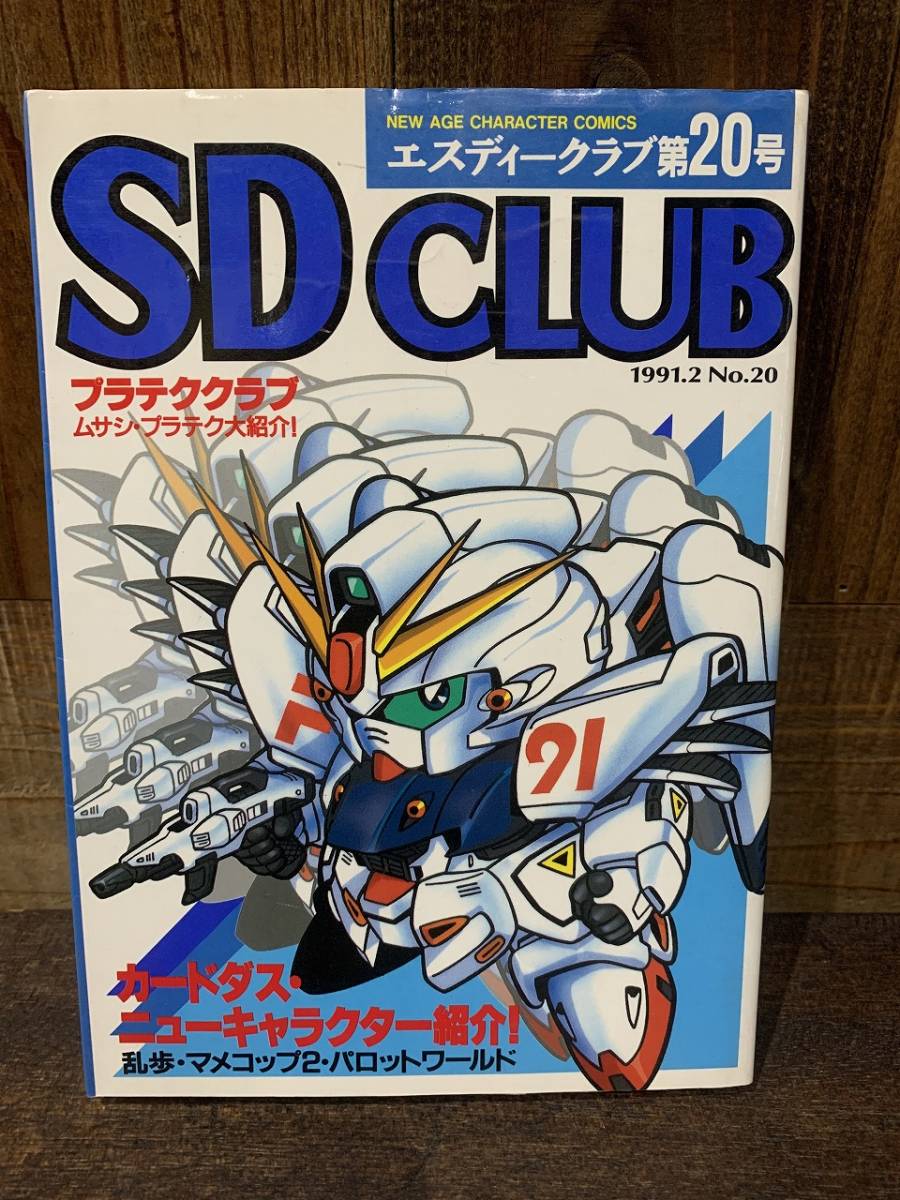 NEW AGE CHARACTER COMICS
エスディークラブ第20号
SD CLUB
1991.2 No.20
プラテククラブ
ムサシ・プラテク大紹介!
91
カードダス・
ニューキャラクター紹介!
乱歩・マメコップ2・パロットワールド